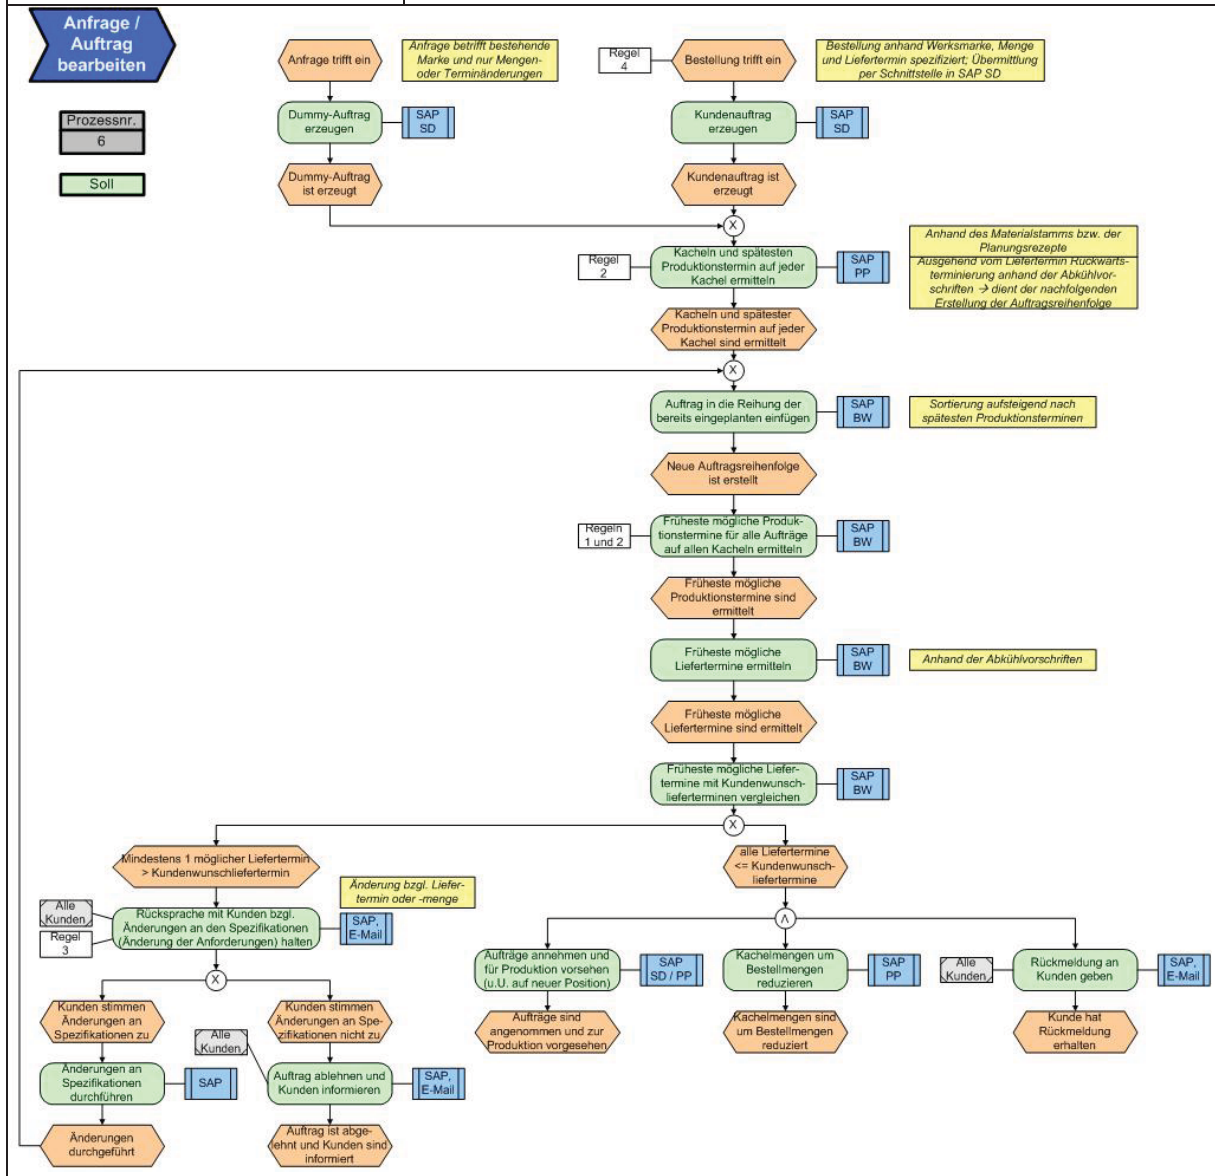 Anfrage /
Auftrag
bearbeiten
Prozessnr.
6
Soll
Anfrage trifft ein
Anfrage betrifft bestehende
Marke und nur Mengen-
oder Terminänderungen
Regel
4
Bestellung trifft ein
Bestellung anhand Werksmarke, Menge
und Liefertermin spezifiziert; Übermittlung
per Schnittstelle in SAP SD
Dummy-Auftrag
erzeugen
SAP
SD
Kundenauftrag
erzeugen
SAP
SD
Dummy-Auftrag
ist erzeugt
Kundenauftrag ist
erzeugt
X
Regel
2
Kacheln und spätesten
Produktionstermin auf jeder
Kachel ermitteln
SAP
PP
Anhand des Materialstamms bzw. der
Planungsrezepte
Ausgehend vom Liefertermin Rückwärts-
terminierung anhand der Abkühlvor-
schriften → dient der nachfolgenden
Erstellung der Auftragsreihenfolge
Kacheln und spätester
Produktionstermin auf jeder
Kachel sind ermittelt
X
Auftrag in die Reihung der
bereits eingeplanten einfügen
SAP
BW
Sortierung aufsteigend nach
spätesten Produktionsterminen
Neue Auftragsreihenfolge
ist erstellt
Regeln
1 und 2
Früheste mögliche Produk-
tionstermine für alle Aufträge
auf allen Kacheln ermitteln
SAP
BW
Früheste mögliche
Produktionstermine sind
ermittelt
Früheste mögliche
Liefertermine ermitteln
SAP
BW
Anhand der Abkühlvorschriften
Früheste mögliche
Liefertermine sind ermittelt
Früheste mögliche Liefer-
termine mit Kundenwunsch-
lieferterminen vergleichen
SAP
BW
X
Mindestens 1 möglicher Liefertermin
> Kundenwunschliefertermin
alle Liefertermine
<= Kundenwunsch-
liefertermine
Änderung bzgl. Liefer-
termin oder -menge
Alle
Kunden
Regel
3
Rücksprache mit Kunden bzgl.
Änderungen an den Spezifikationen
(Änderung der Anforderungen) halten
SAP,
E-Mail
Λ
Aufträge annehmen und
für Produktion vorsehen
(u.U. auf neuer Position)
SAP
SD / PP
Kachelmengen um
Bestellmengen
reduzieren
SAP
PP
Alle
Kunden
Rückmeldung an
Kunden geben
SAP,
E-Mail
X
Kunden stimmen
Änderungen an
Spezifikationen zu
Kunden stimmen
Änderungen an Spe-
zifikationen nicht zu
Aufträge sind
angenommen und zur
Produktion vorgesehen
Kachelmengen sind
um Bestellmengen
reduziert
Kunde hat
Rückmeldung
erhalten
Alle
Kunden
Änderungen an
Spezifikationen
durchführen
SAP
Auftrag ablehnen und
Kunden informieren
SAP,
E-Mail
Änderungen
durchgeführt
Auftrag ist abge-
lehnt und Kunden sind
informiert